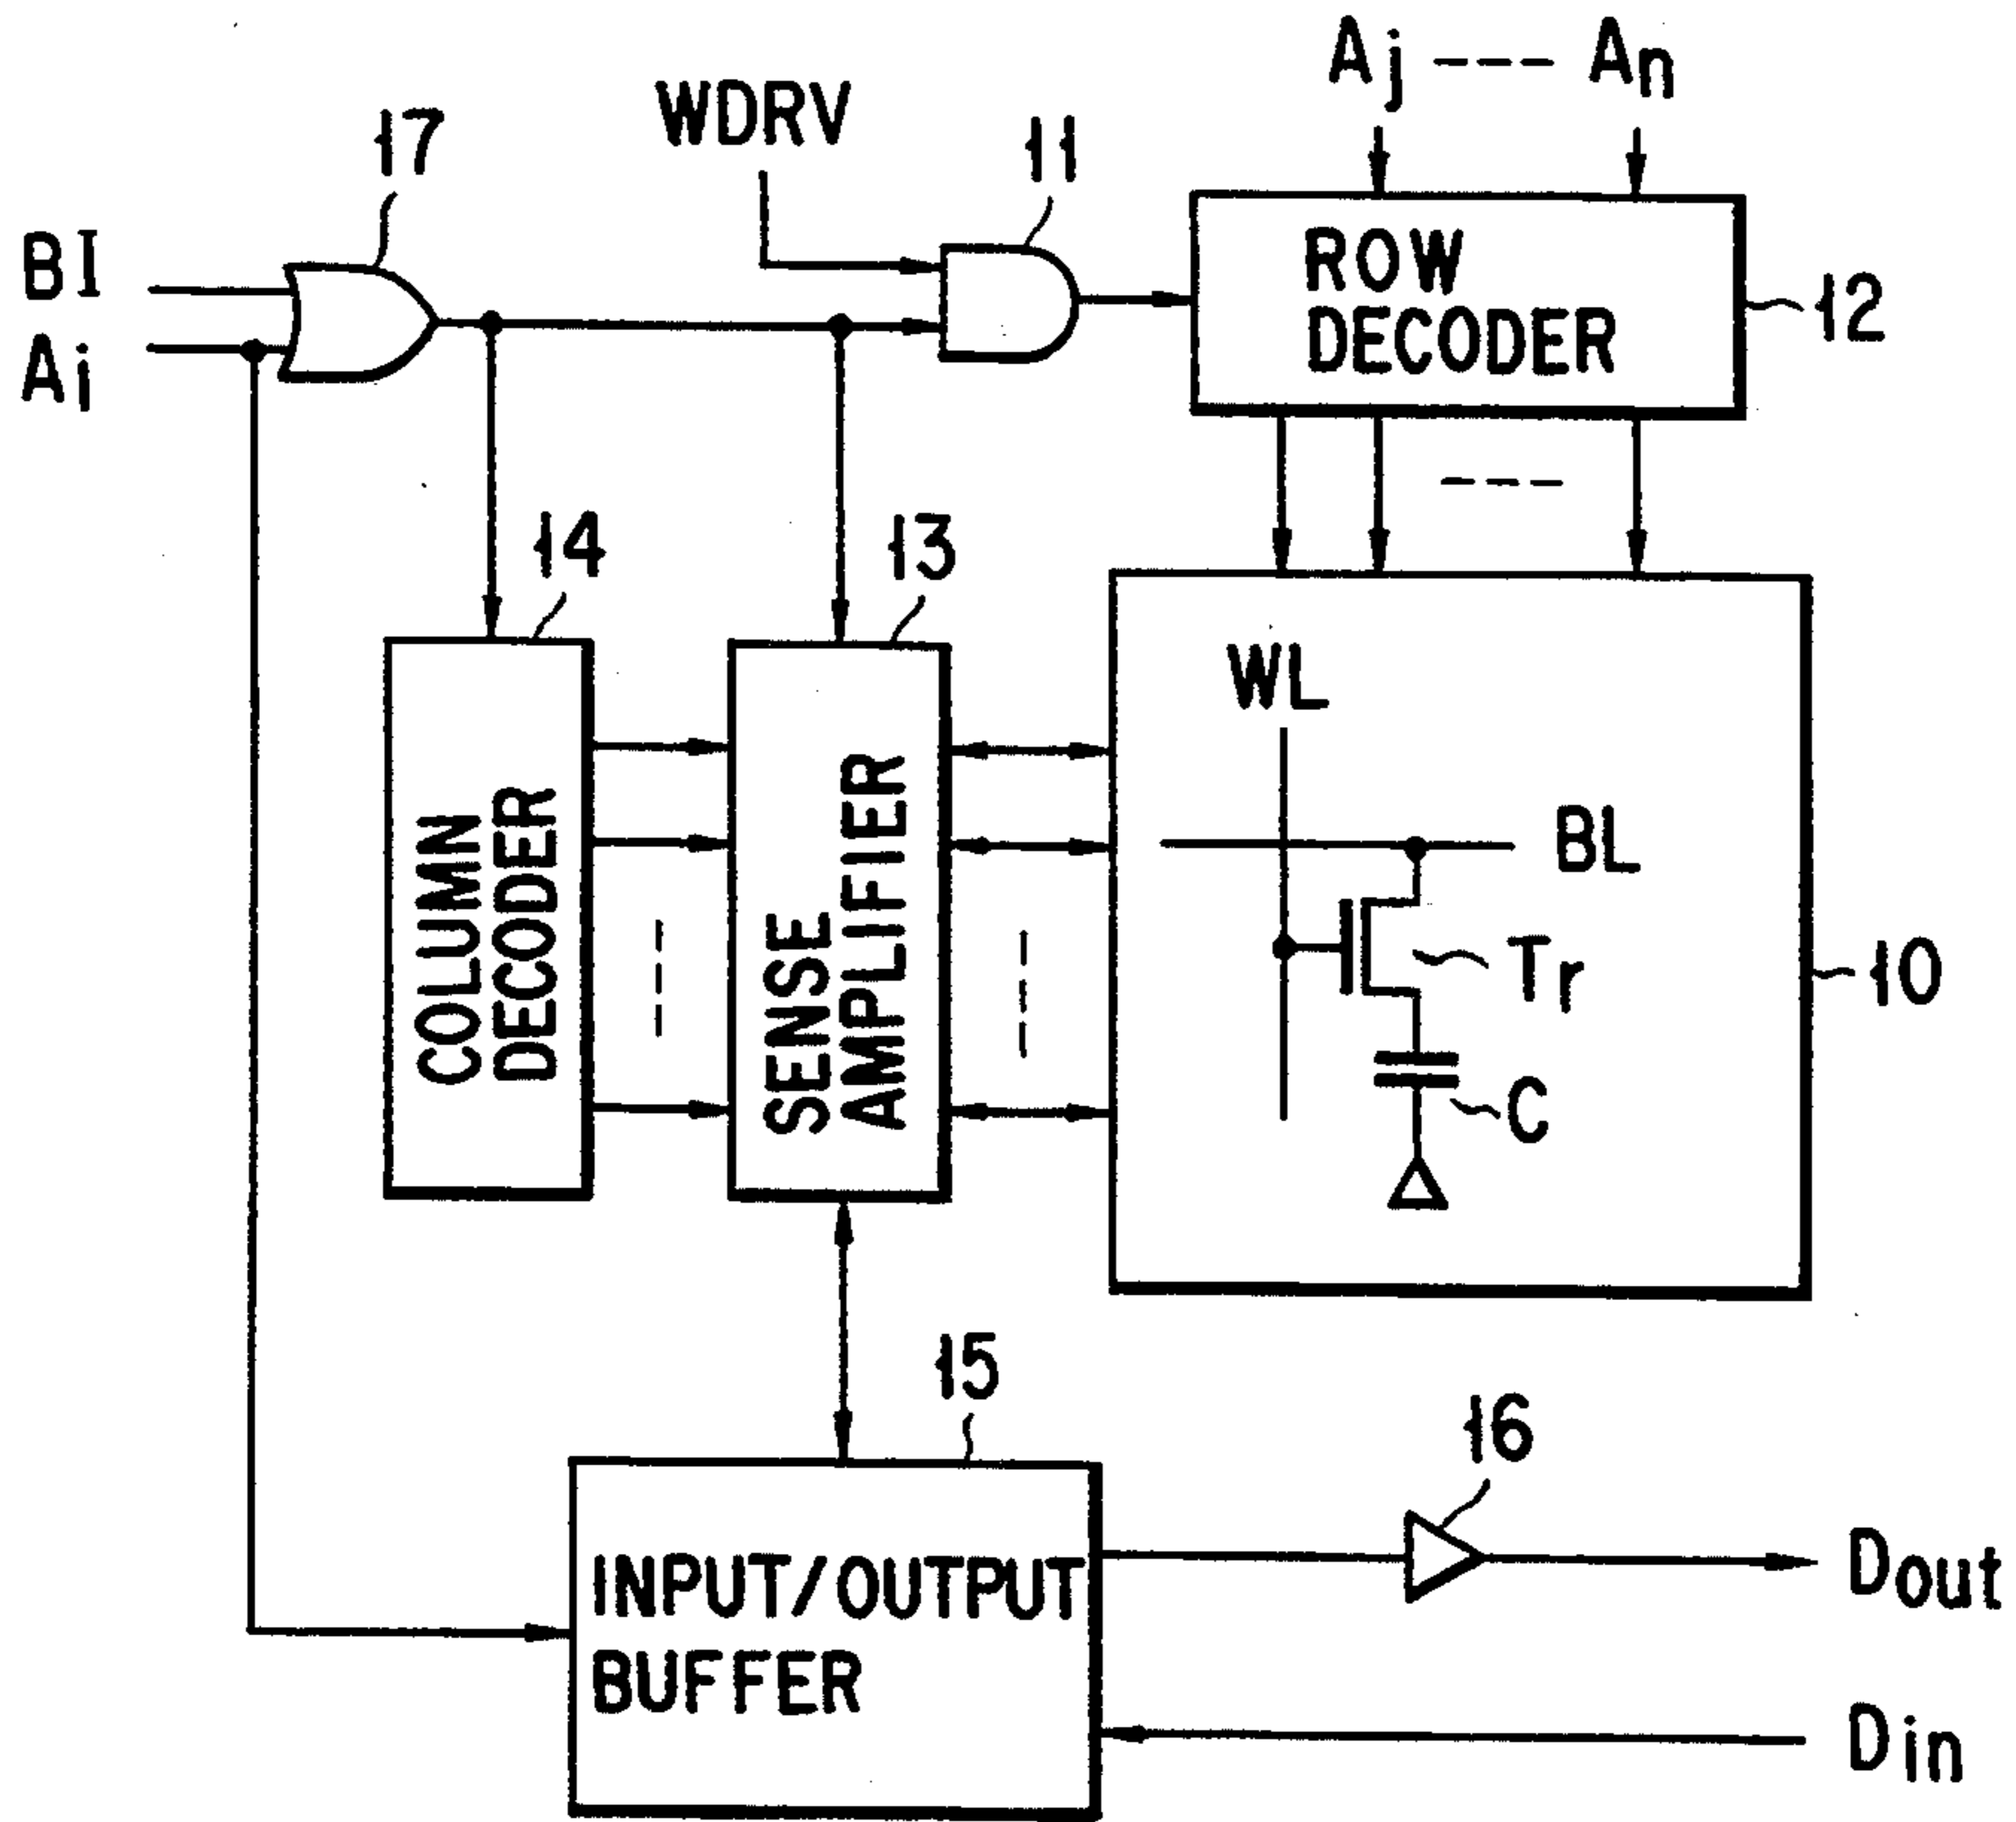 Aj --- An
WDRV
17
11
BI
Ai
ROW
DECODER
12
14
13
WL
BL
COLUMN
DECODER
SENSE
AMPLIFIER
Tr
10
C
15
16
INPUT/OUTPUT
BUFFER
Dout
Din